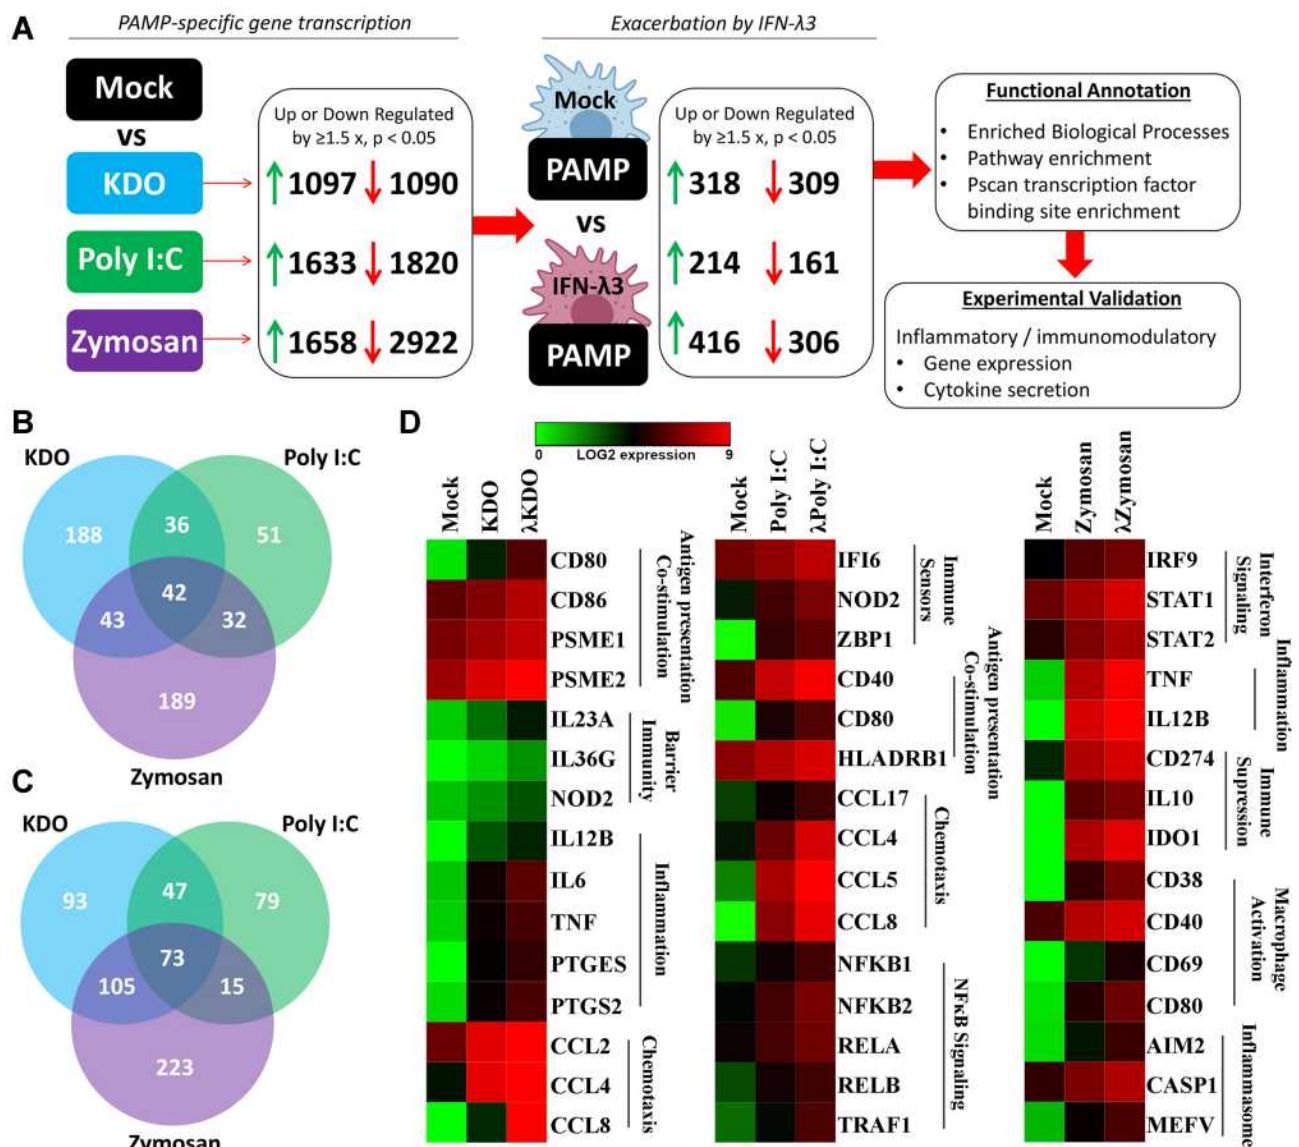 A
PAMP-specific gene transcription
Exacerbation by IFN-λ3
Mock
vs
KDO
Poly I:C
Zymosan
Up or Down Regulated
by ≥1.5 x, p < 0.05
1097 1090
1633 1820
1658 2922
Mock
PAMP
vs
IFN-λ3
PAMP
Up or Down Regulated
by ≥1.5 x, p < 0.05
318 309
214 161
416 306
Functional Annotation
• Enriched Biological Processes
• Pathway enrichment
• Pscan transcription factor
binding site enrichment
Experimental Validation
Inflammatory / immunomodulatory
• Gene expression
• Cytokine secretion
B
KDO
Poly I:C
188
36
51
42
43
32
189
Zymosan
C
KDO
Poly I:C
93
47
79
73
105
15
223
Zymosan
D
0 LOG2 expression 9
Mock
KDO
λKDO
CD80
CD86
PSME1
PSME2
IL23A
IL36G
NOD2
IL12B
IL6
TNF
PTGES
PTGS2
CCL2
CCL4
CCL8
Antigen presentation
Co-stimulation
Barrier
Immunity
Inflammation
Chemotaxis
Mock
Poly I:C
λPoly I:C
IFI6
NOD2
ZBP1
CD40
CD80
HLADRB1
CCL17
CCL4
CCL5
CCL8
NFKB1
NFKB2
RELA
RELB
TRAF1
Immune
Sensors
Antigen presentation
Co-stimulation
Chemotaxis
NFκB Signaling
Mock
Zymosan
λZymosan
IRF9
STAT1
STAT2
TNF
IL12B
CD274
IL10
IDO1
CD38
CD40
CD69
CD80
AIM2
CASP1
MEFV
Interferon
Signaling
Inflamation
Immune
Supression
Macrophage
Activation
Inflammasome